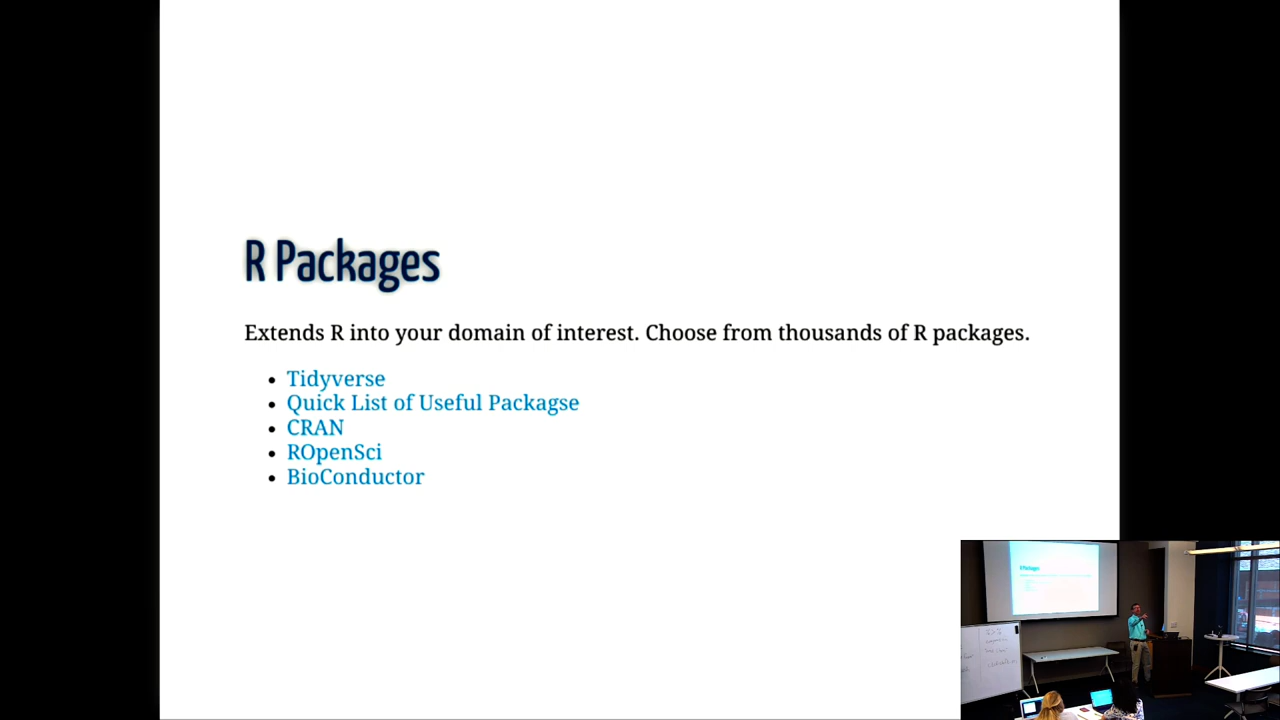 R Packages
Extends R into your domain of interest. Choose from thousands of R packages.
Tidyverse
Quick List of Useful Packagse
CRAN
ROpenSci
BioConductor
R Packages